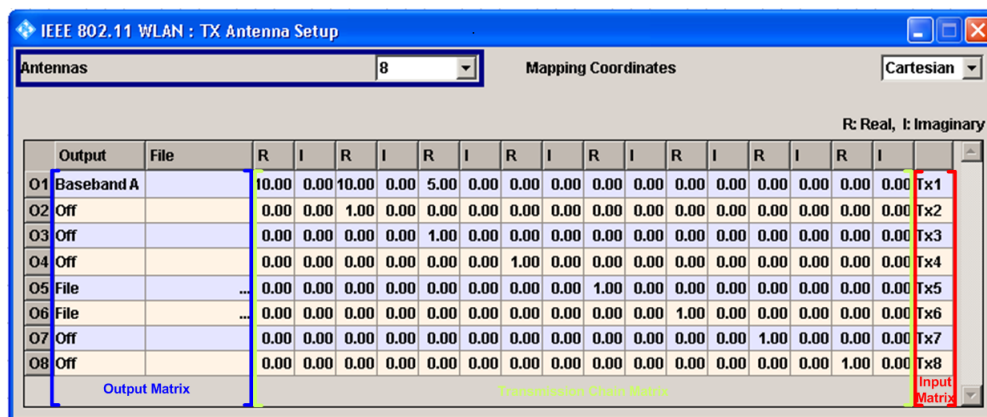 IEEE 802.11 WLAN : TX Antenna Setup
Antennas 8 Mapping Coordinates Cartesian
R: Real, I: Imaginary
Output File R I R I R I R I R I R I R I R I
O1 Baseband A 10.00 0.00 10.00 0.00 5.00 0.00 0.00 0.00 0.00 0.00 0.00 0.00 0.00 0.00 0.00 0.00 Tx1
O2 Off 0.00 0.00 1.00 0.00 0.00 0.00 0.00 0.00 0.00 0.00 0.00 0.00 0.00 0.00 0.00 0.00 Tx2
O3 Off 0.00 0.00 0.00 0.00 1.00 0.00 0.00 0.00 0.00 0.00 0.00 0.00 0.00 0.00 0.00 0.00 Tx3
O4 Off 0.00 0.00 0.00 0.00 0.00 0.00 1.00 0.00 0.00 0.00 0.00 0.00 0.00 0.00 0.00 0.00 Tx4
O5 File ... 0.00 0.00 0.00 0.00 0.00 0.00 0.00 0.00 1.00 0.00 0.00 0.00 0.00 0.00 0.00 0.00 Tx5
O6 File ... 0.00 0.00 0.00 0.00 0.00 0.00 0.00 0.00 0.00 0.00 1.00 0.00 0.00 0.00 0.00 0.00 Tx6
O7 Off 0.00 0.00 0.00 0.00 0.00 0.00 0.00 0.00 0.00 0.00 0.00 0.00 1.00 0.00 0.00 0.00 Tx7
O8 Off 0.00 0.00 0.00 0.00 0.00 0.00 0.00 0.00 0.00 0.00 0.00 0.00 0.00 0.00 1.00 0.00 Tx8
Output Matrix Transmission Chain Matrix Input
Matrix